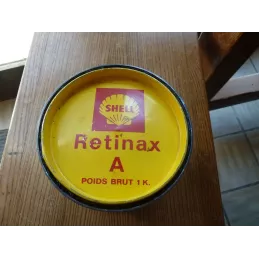 SHELL
Retinax
A
POIDS BRUT 1 K.